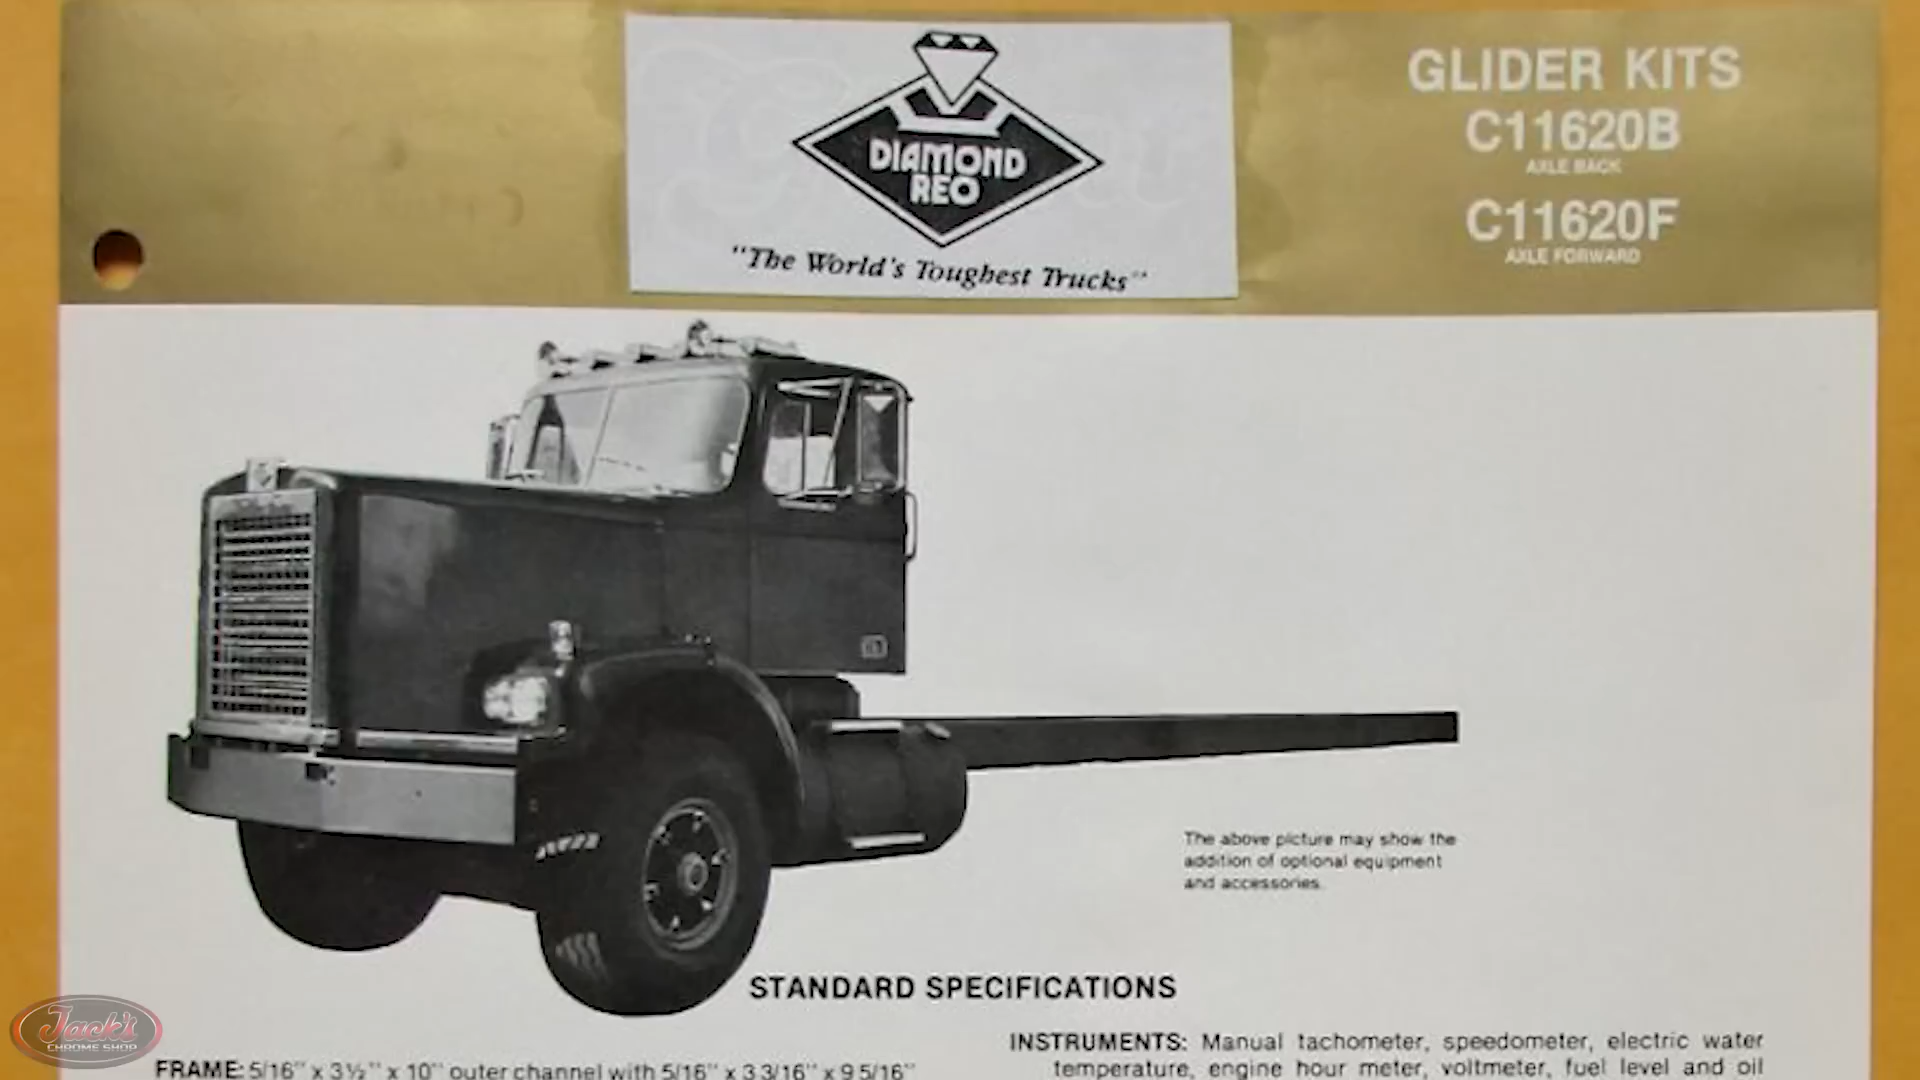 GLIDER KITS
C11620B
AXLE BACK
C11620F
AXLE FORWARD
DIAMOND
REO
"The World's Toughest Trucks"
The above picture may show the
addition of optional equipment
and accessories.
STANDARD SPECIFICATIONS
FRAME: 5/16" x 3½" x 10" outer channel with 5/16" x 3 3/16" x 9 5/16"
INSTRUMENTS: Manual tachometer, speedometer, electric water
temperature, engine hour meter, voltmeter, fuel level and oil
Jack's
CHROME SHOP